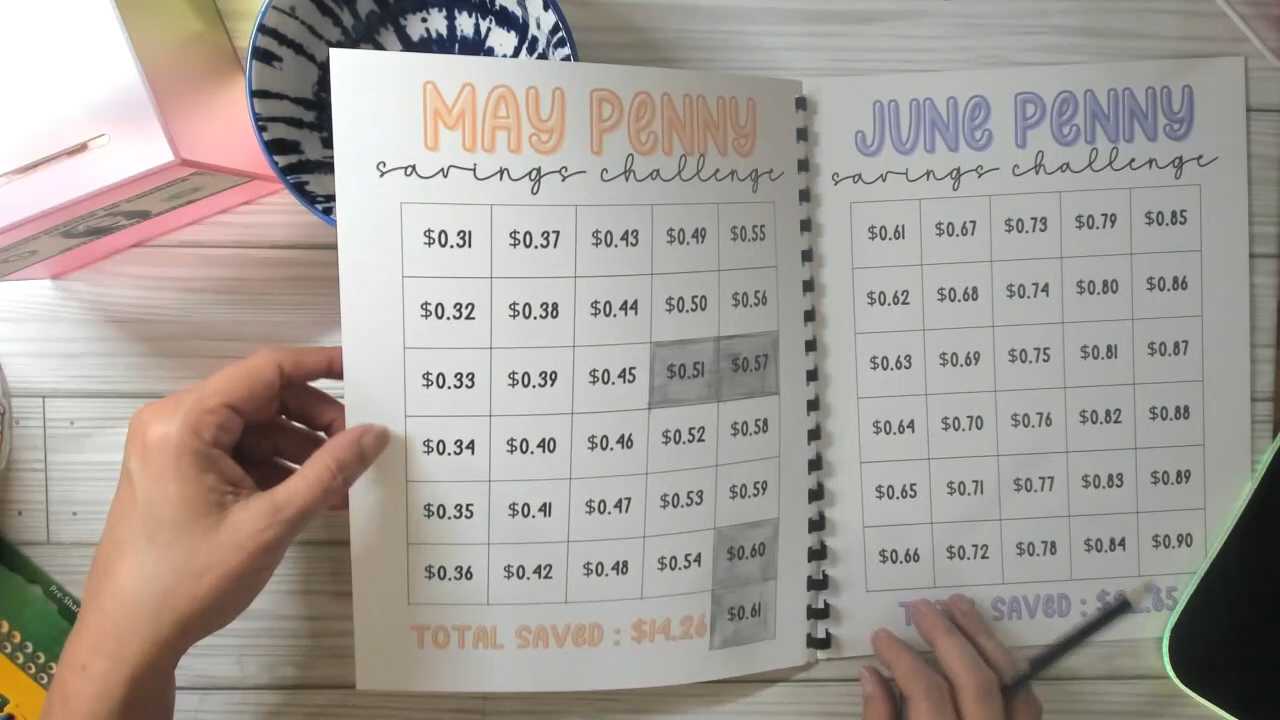 MAY PENNY
savings challenge
$0.31 $0.37 $0.43 $0.49 $0.55
$0.32 $0.38 $0.44 $0.50 $0.56
$0.33 $0.39 $0.45 $0.51 $0.57
$0.34 $0.40 $0.46 $0.52 $0.58
$0.35 $0.41 $0.47 $0.53 $0.59
$0.36 $0.42 $0.48 $0.54 $0.60
$0.61
TOTAL SAVED : $14.26
JUNE PENNY
savings challenge
$0.61 $0.67 $0.73 $0.79 $0.85
$0.62 $0.68 $0.74 $0.80 $0.86
$0.63 $0.69 $0.75 $0.81 $0.87
$0.64 $0.70 $0.76 $0.82 $0.88
$0.65 $0.71 $0.77 $0.83 $0.89
$0.66 $0.72 $0.78 $0.84 $0.90
SAVED :